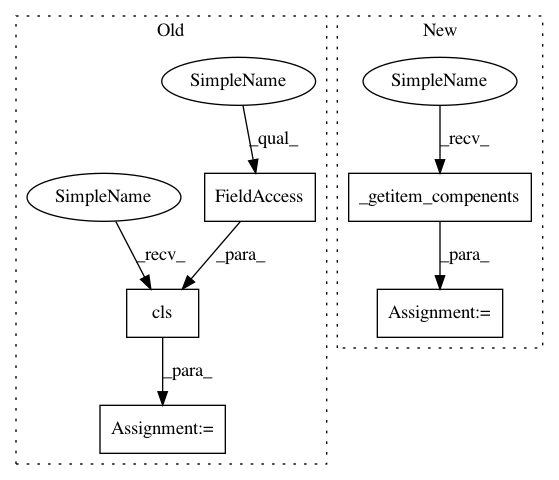 Old
New
SimpleName
SimpleName
_qual_
_recv_
SimpleName
FieldAccess
_getitem_compenents
_recv_
_para_
_para_
cls
Assignment:=
_para_
Assignment:=